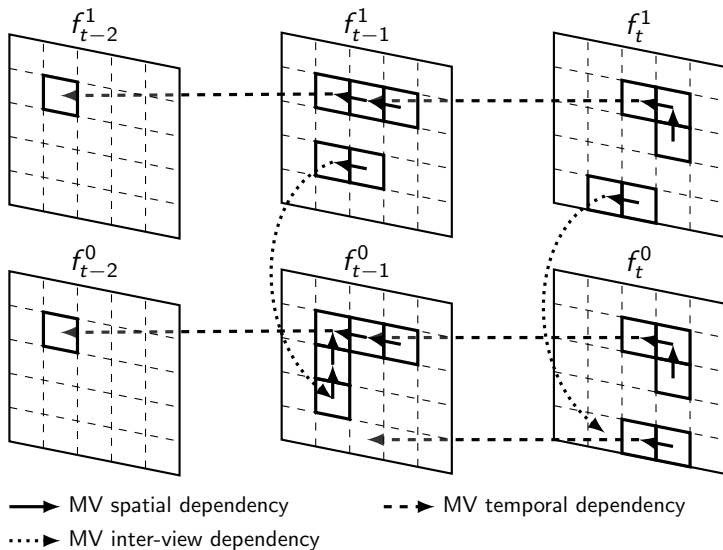 f^1_{t−2} f^1_{t−1} f^1_t
f^0_{t−2} f^0_{t−1} f^0_t
MV spatial dependency MV temporal dependency
MV inter-view dependency